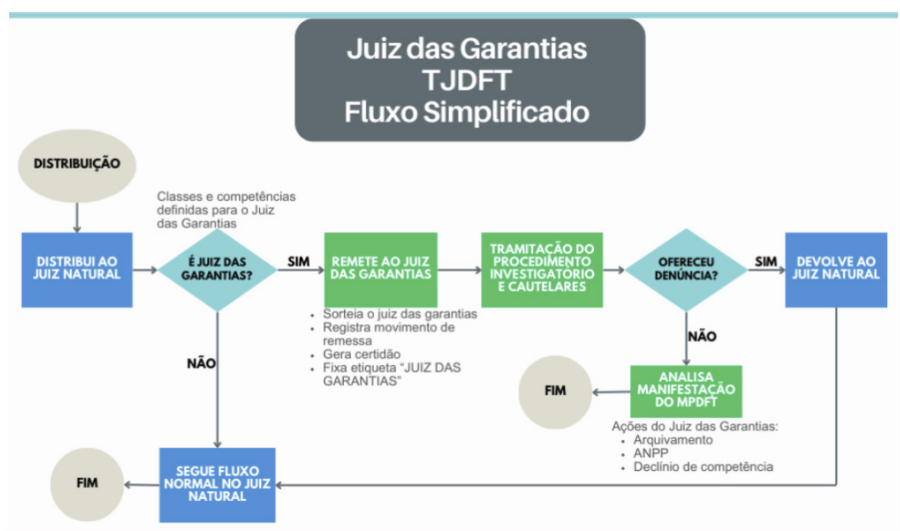 Juiz das Garantias
TJDFT
Fluxo Simplificado
DISTRIBUIÇÃO
Classes e competências
definidas para o Juiz
das Garantias
DISTRIBUI AO
JUIZ NATURAL
É JUIZ DAS
GARANTIAS?
SIM
REMETE AO JUIZ
DAS GARANTIAS
TRAMITAÇÃO DO
PROCEDIMENTO
INVESTIGATÓRIO
E CAUTELARES
OFERECEU
DENÚNCIA?
SIM
DEVOLVE AO
JUIZ NATURAL
• Sorteia o juiz das garantias
• Registra movimento de
remessa
• Gera certidão
• Fixa etiqueta “JUIZ DAS
GARANTIAS”
NÃO
NÃO
FIM
ANALISA
MANIFESTAÇÃO
DO MPDFT
Ações do Juiz das Garantias:
• Arquivamento
• ANPP
• Declínio de competência
FIM
SEGUE FLUXO
NORMAL NO JUIZ
NATURAL